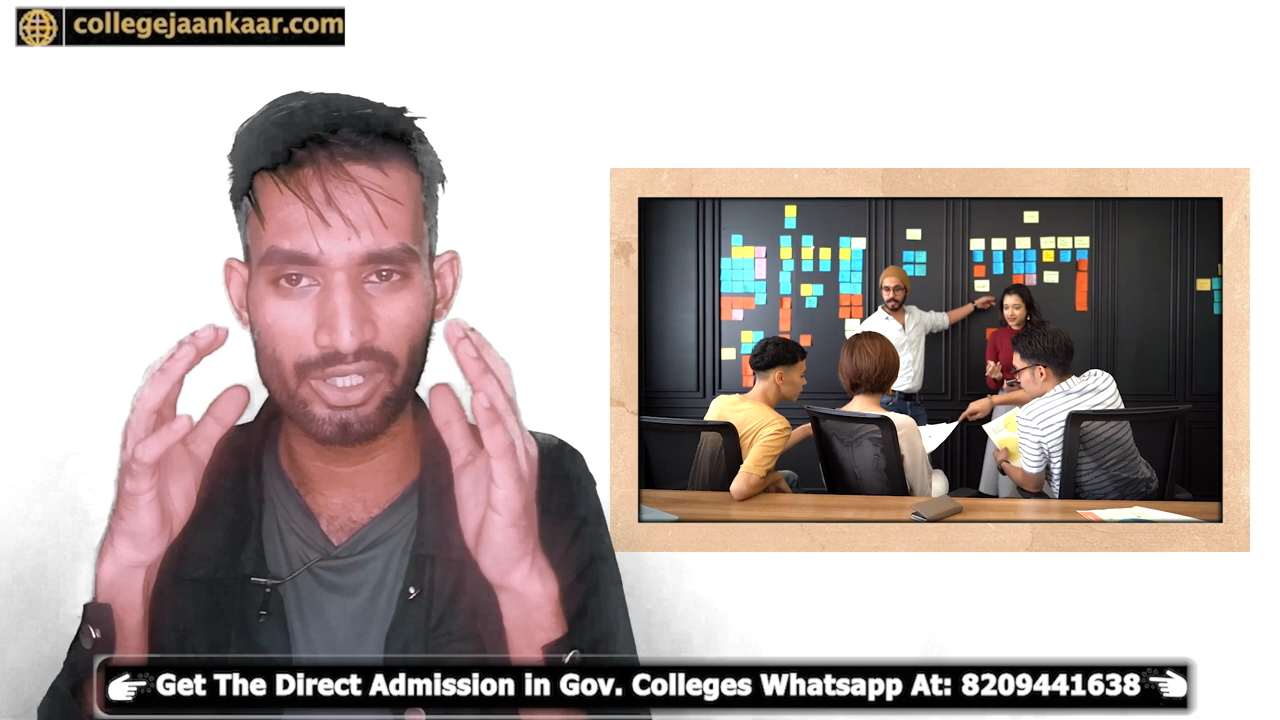 collegejaankaar.com
Get The Direct Admission in Gov. Colleges Whatsapp At: 8209441638